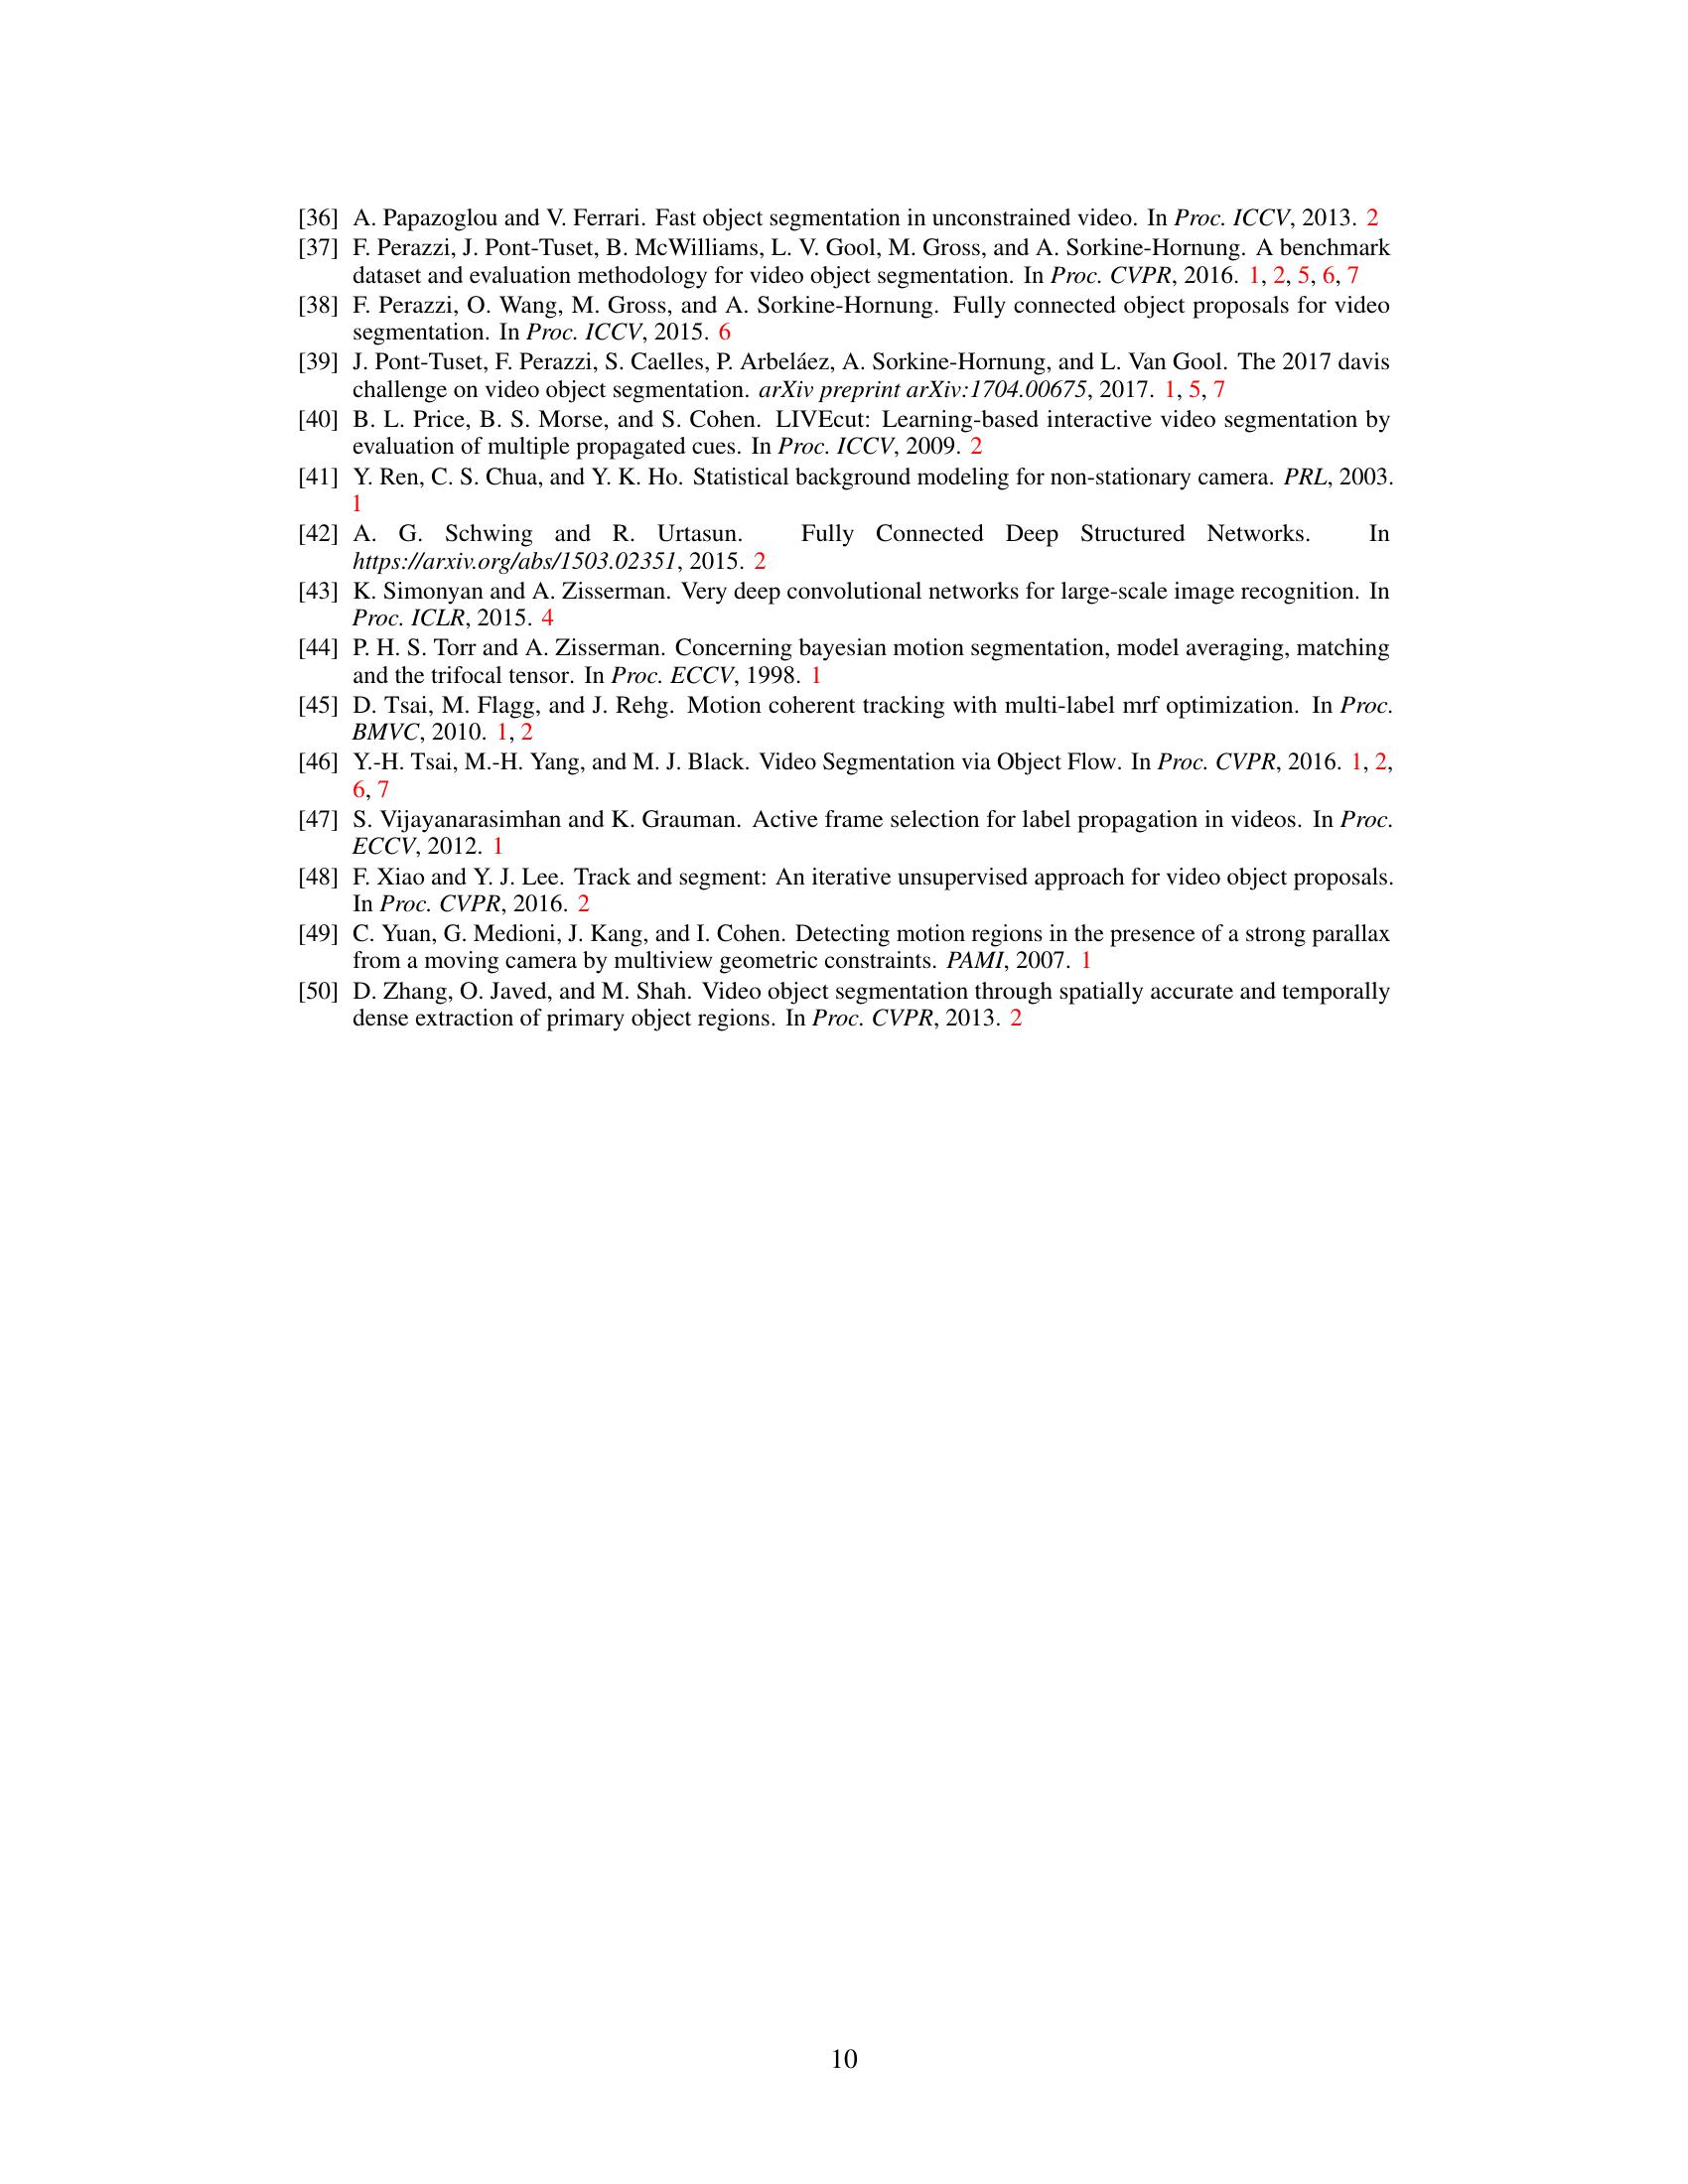 [36] A. Papazoglou and V. Ferrari. Fast object segmentation in unconstrained video. In Proc. ICCV, 2013. 2
[37] F. Perazzi, J. Pont-Tuset, B. McWilliams, L. V. Gool, M. Gross, and A. Sorkine-Hornung. A benchmark
dataset and evaluation methodology for video object segmentation. In Proc. CVPR, 2016. 1, 2, 5, 6, 7
[38] F. Perazzi, O. Wang, M. Gross, and A. Sorkine-Hornung. Fully connected object proposals for video
segmentation. In Proc. ICCV, 2015. 6
[39] J. Pont-Tuset, F. Perazzi, S. Caelles, P. Arbeláez, A. Sorkine-Hornung, and L. Van Gool. The 2017 davis
challenge on video object segmentation. arXiv preprint arXiv:1704.00675, 2017. 1, 5, 7
[40] B. L. Price, B. S. Morse, and S. Cohen. LIVEcut: Learning-based interactive video segmentation by
evaluation of multiple propagated cues. In Proc. ICCV, 2009. 2
[41] Y. Ren, C. S. Chua, and Y. K. Ho. Statistical background modeling for non-stationary camera. PRL, 2003.
1
[42] A. G. Schwing and R. Urtasun. Fully Connected Deep Structured Networks. In
https://arxiv.org/abs/1503.02351, 2015. 2
[43] K. Simonyan and A. Zisserman. Very deep convolutional networks for large-scale image recognition. In
Proc. ICLR, 2015. 4
[44] P. H. S. Torr and A. Zisserman. Concerning bayesian motion segmentation, model averaging, matching
and the trifocal tensor. In Proc. ECCV, 1998. 1
[45] D. Tsai, M. Flagg, and J. Rehg. Motion coherent tracking with multi-label mrf optimization. In Proc.
BMVC, 2010. 1, 2
[46] Y.-H. Tsai, M.-H. Yang, and M. J. Black. Video Segmentation via Object Flow. In Proc. CVPR, 2016. 1, 2,
6, 7
[47] S. Vijayanarasimhan and K. Grauman. Active frame selection for label propagation in videos. In Proc.
ECCV, 2012. 1
[48] F. Xiao and Y. J. Lee. Track and segment: An iterative unsupervised approach for video object proposals.
In Proc. CVPR, 2016. 2
[49] C. Yuan, G. Medioni, J. Kang, and I. Cohen. Detecting motion regions in the presence of a strong parallax
from a moving camera by multiview geometric constraints. PAMI, 2007. 1
[50] D. Zhang, O. Javed, and M. Shah. Video object segmentation through spatially accurate and temporally
dense extraction of primary object regions. In Proc. CVPR, 2013. 2
10